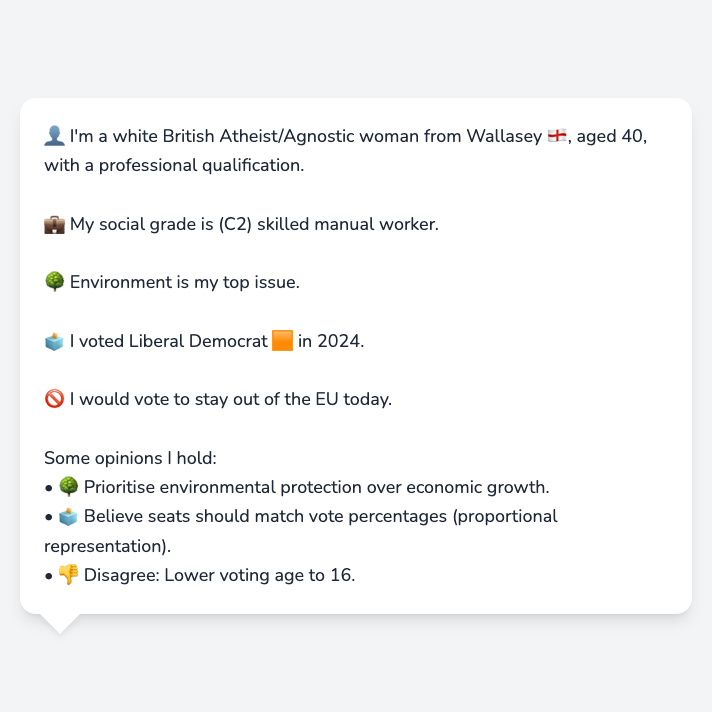 👤 I'm a white British Atheist/Agnostic woman from Wallasey 🏴󠁧󠁢󠁥󠁮󠁧󠁿, aged 40,
with a professional qualification.
💼 My social grade is (C2) skilled manual worker.
🌳 Environment is my top issue.
🗳️ I voted Liberal Democrat 🟧 in 2024.
🚫 I would vote to stay out of the EU today.
Some opinions I hold:
• 🌳 Prioritise environmental protection over economic growth.
• 🗳️ Believe seats should match vote percentages (proportional
representation).
• 👎 Disagree: Lower voting age to 16.